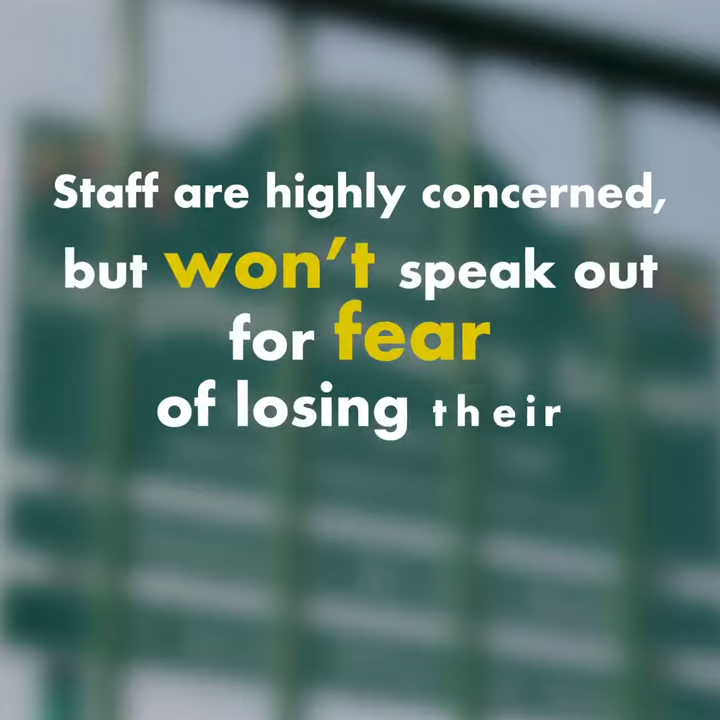 Staff are highly concerned,
but won't speak out
for fear
of losing their